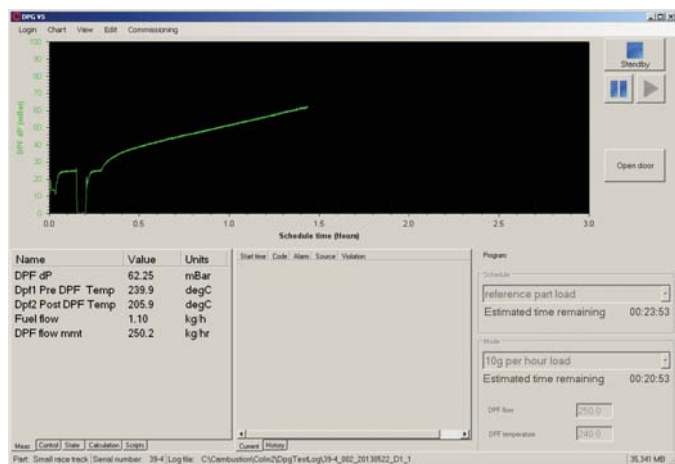 DPG V5
Login Chart View Edit Commissioning
100
90
80
70
60
50
40
30
20
10
0
DPF dP (mBar)
0.0 0.5 1.0 1.5 2.0 2.5 3.0
Schedule time (Hours)
Standby
Open door
Name Value Units
DPF dP 62.25 mBar
Dpf1 Pre DPF Temp 239.9 degC
Dpf2 Post DPF Temp 205.9 degC
Fuel flow 1.10 kg/h
DPF flow mmt 250.2 kg/hr
Meas Control State Calculation Scripts
Start time Code Alarm Source Violation
Current History
Program
Schedule
reference part load
Estimated time remaining 00:23:53
Mode
10g per hour load
Estimated time remaining 00:20:53
DPF flow 250.0
DPF temperature 240.0
Part: Small race track Serial number: 39-4 Log file: C:\Cambustion\Colin2\DpgTestLog\39-4_002_20130522_D1_1 35,341 MB